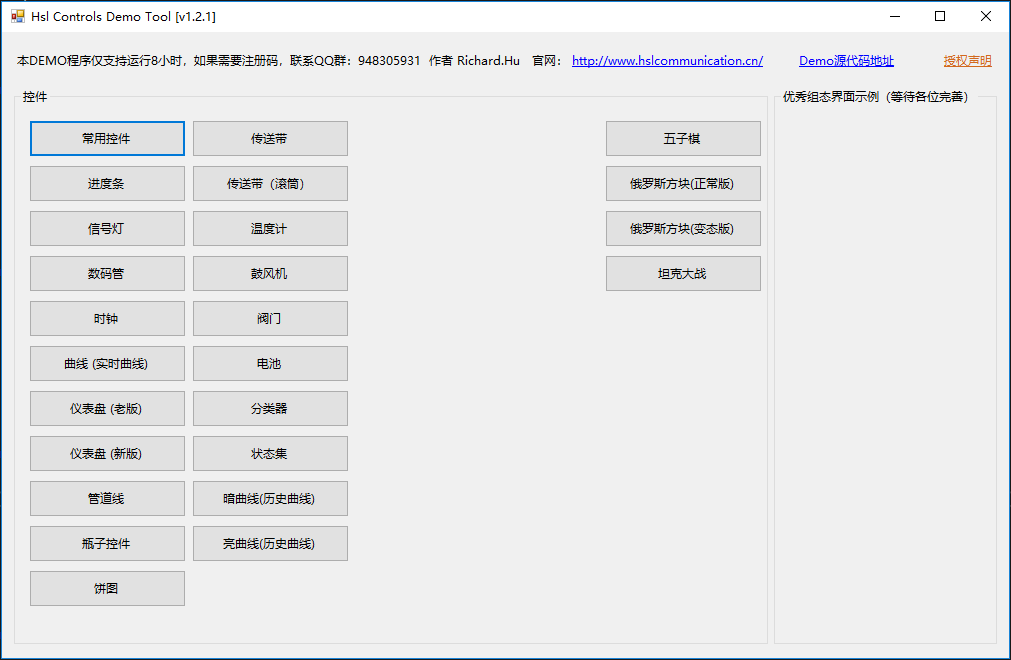 Hsl Controls Demo Tool [v1.2.1]
本DEMO程序仅支持运行8小时，如果需要注册码，联系QQ群：948305931 作者 Richard.Hu 官网： http://www.hslcommunication.cn/ Demo源代码地址 授权声明
控件
优秀组态界面示例（等待各位完善）
常用控件 传送带 五子棋
进度条 传送带（滚筒） 俄罗斯方块(正常版)
信号灯 温度计 俄罗斯方块(变态版)
数码管 鼓风机 坦克大战
时钟 阀门
曲线 (实时曲线) 电池
仪表盘 (老版) 分类器
仪表盘 (新版) 状态集
管道线 暗曲线(历史曲线)
瓶子控件 亮曲线(历史曲线)
饼图